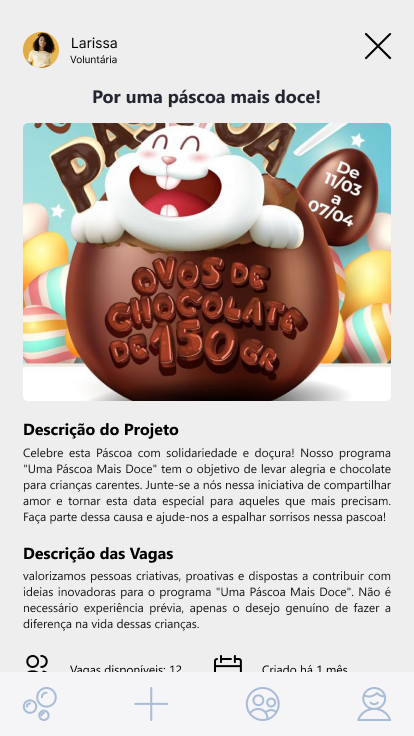 Larissa
Voluntária
Por uma páscoa mais doce!
PÁSCOA
De
11/03
a
07/04
OVOS DE
CHOCOLATE
DE 150 GR
Descrição do Projeto
Celebre esta Páscoa com solidariedade e doçura! Nosso programa
"Uma Páscoa Mais Doce" tem o objetivo de levar alegria e chocolate
para crianças carentes. Junte-se a nós nessa iniciativa de compartilhar
amor e tornar esta data especial para aqueles que mais precisam.
Faça parte dessa causa e ajude-nos a espalhar sorrisos nessa pascoa!
Descrição das Vagas
valorizamos pessoas criativas, proativas e dispostas a contribuir com
ideias inovadoras para o programa "Uma Páscoa Mais Doce". Não é
necessário experiência prévia, apenas o desejo genuíno de fazer a
diferença na vida dessas crianças.
Vagas disponíveis: 12
Criado há 1 mês